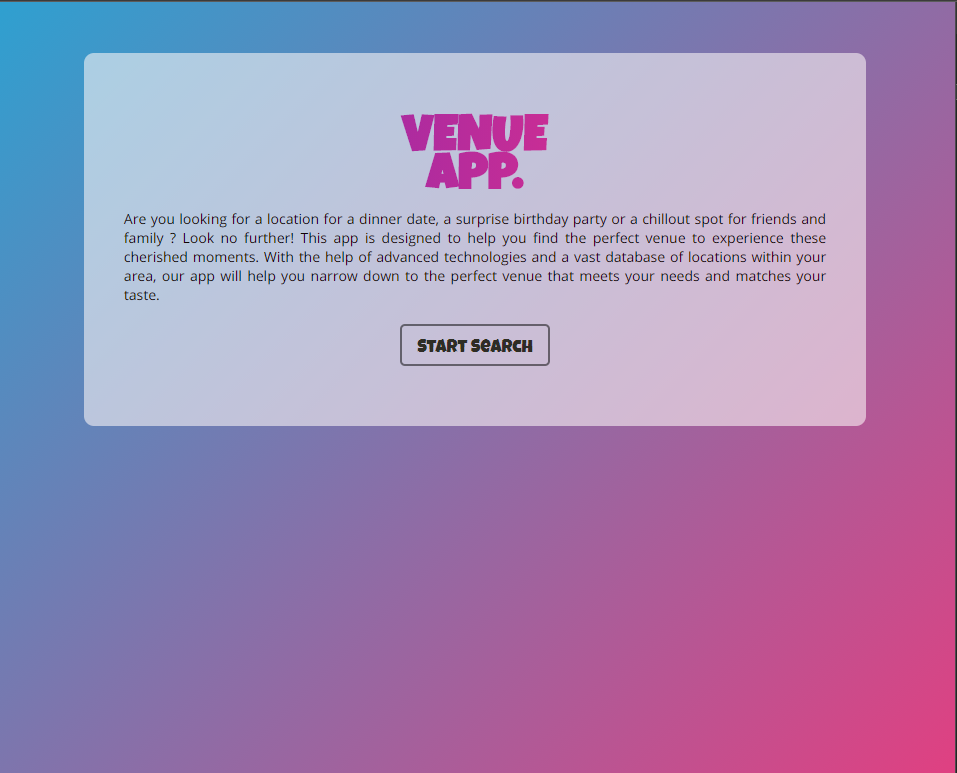 VENUE
APP.
Are you looking for a location for a dinner date, a surprise birthday party or a chillout spot for friends and
family ? Look no further! This app is designed to help you find the perfect venue to experience these
cherished moments. With the help of advanced technologies and a vast database of locations within your
area, our app will help you narrow down to the perfect venue that meets your needs and matches your
taste.
START SEARCH